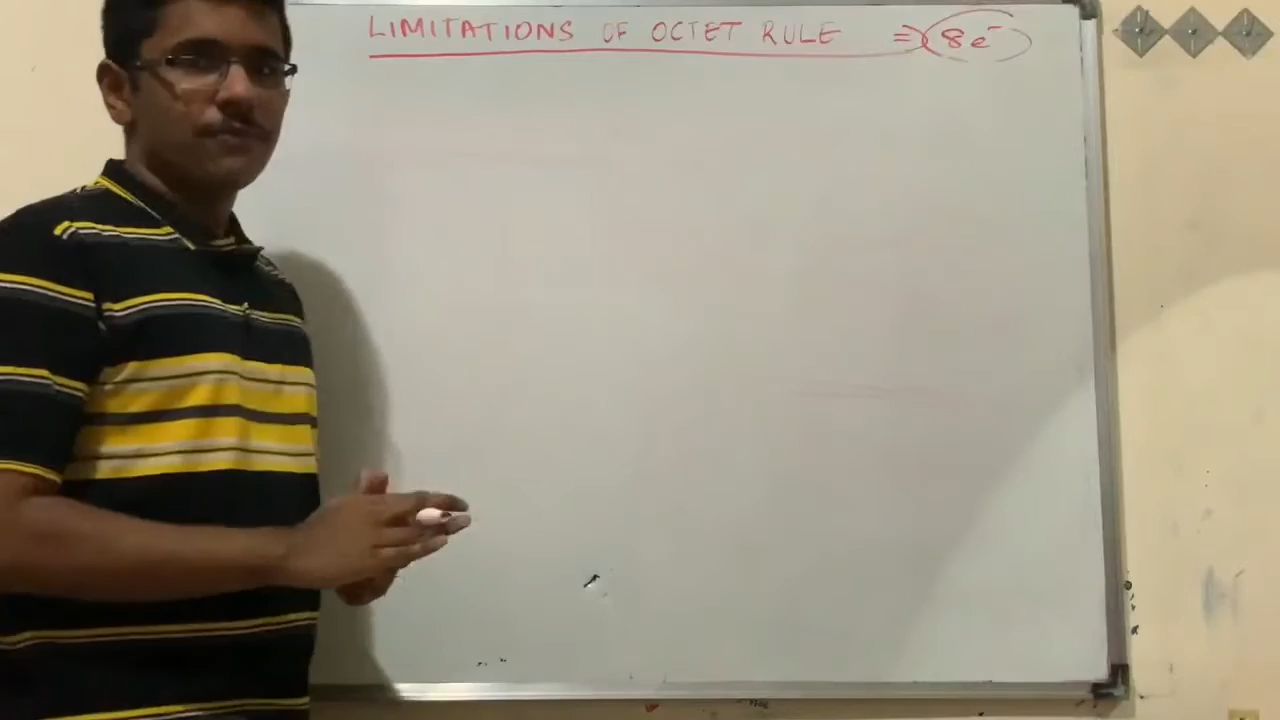 LIMITATIONS OF OCTET RULE ⇒ 8e⁻